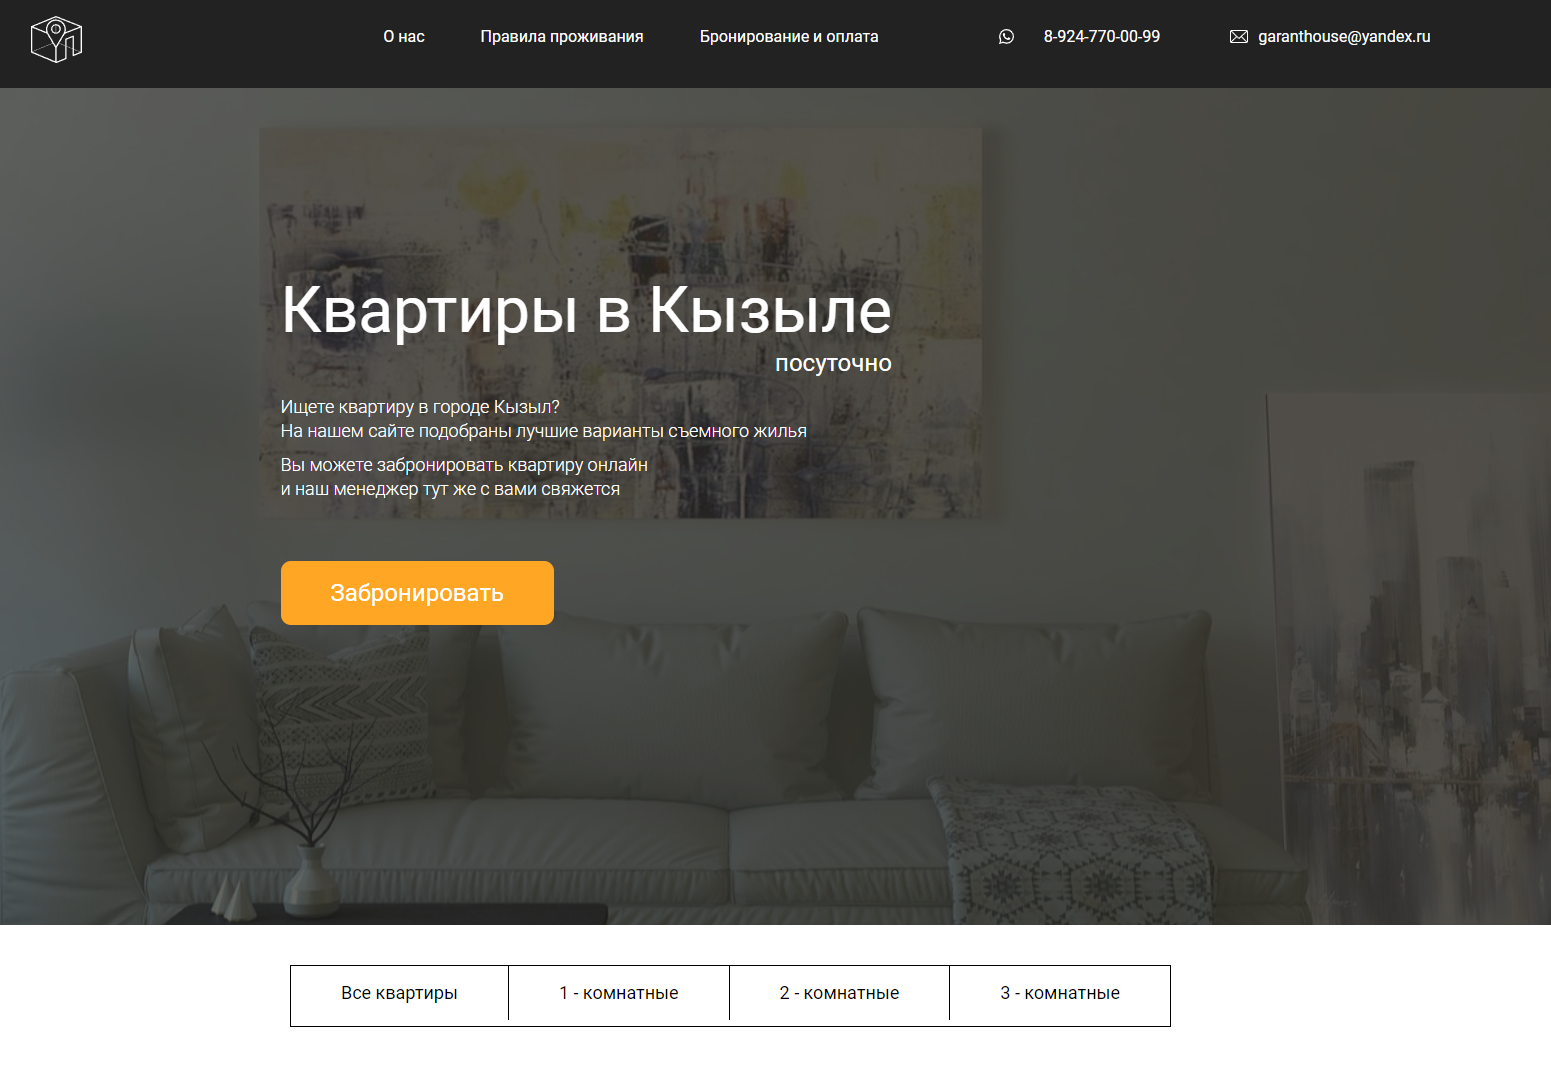 О нас
Правила проживания
Бронирование и оплата
8-924-770-00-99
garanthouse@yandex.ru
Квартиры в Кызыле
посуточно
Ищете квартиру в городе Кызыл?
На нашем сайте подобраны лучшие варианты съемного жилья
Вы можете забронировать квартиру онлайн
и наш менеджер тут же с вами свяжется
Забронировать
Все квартиры
1 - комнатные
2 - комнатные
3 - комнатные